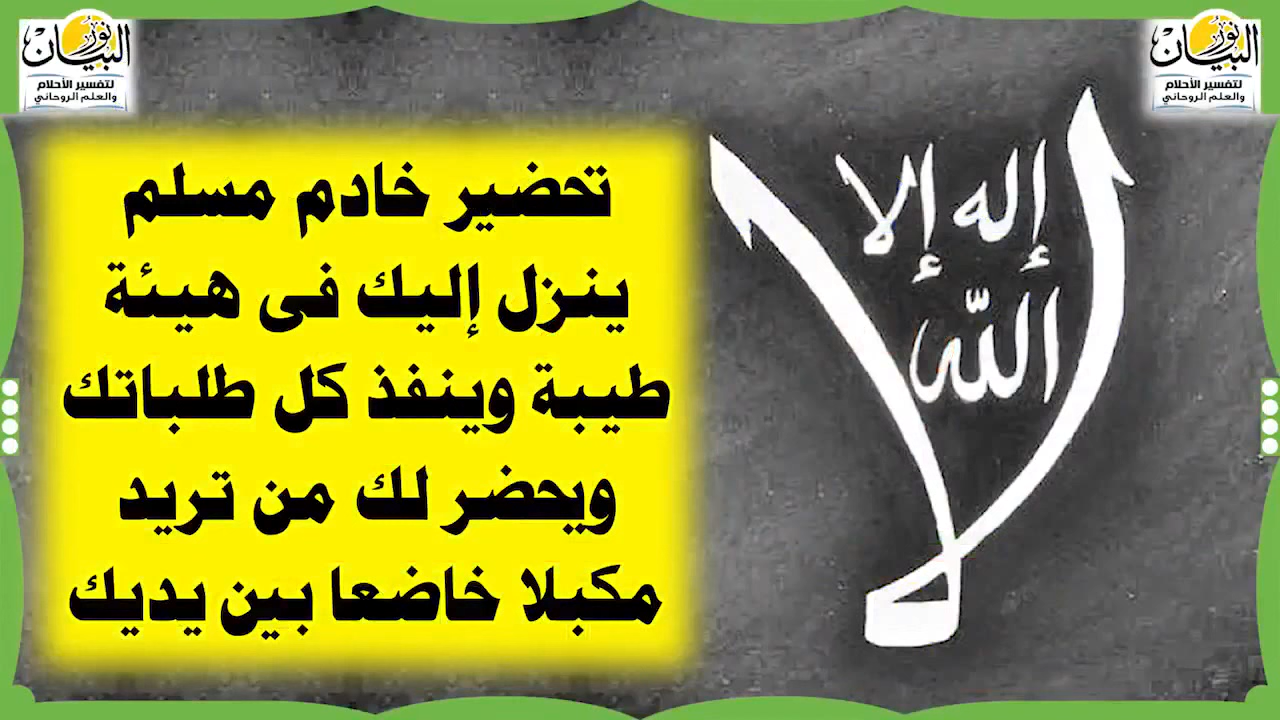 نور البيان
لتفسير الأحلام
والعلم الروحاني
نور البيان
لتفسير الأحلام
والعلم الروحاني
تحضير خادم مسلم
ينزل إليك فى هيئة
طيبة وينفذ كل طلباتك
ويحضر لك من تريد
مكبلا خاضعا بين يديك
لا إله إلا
الله